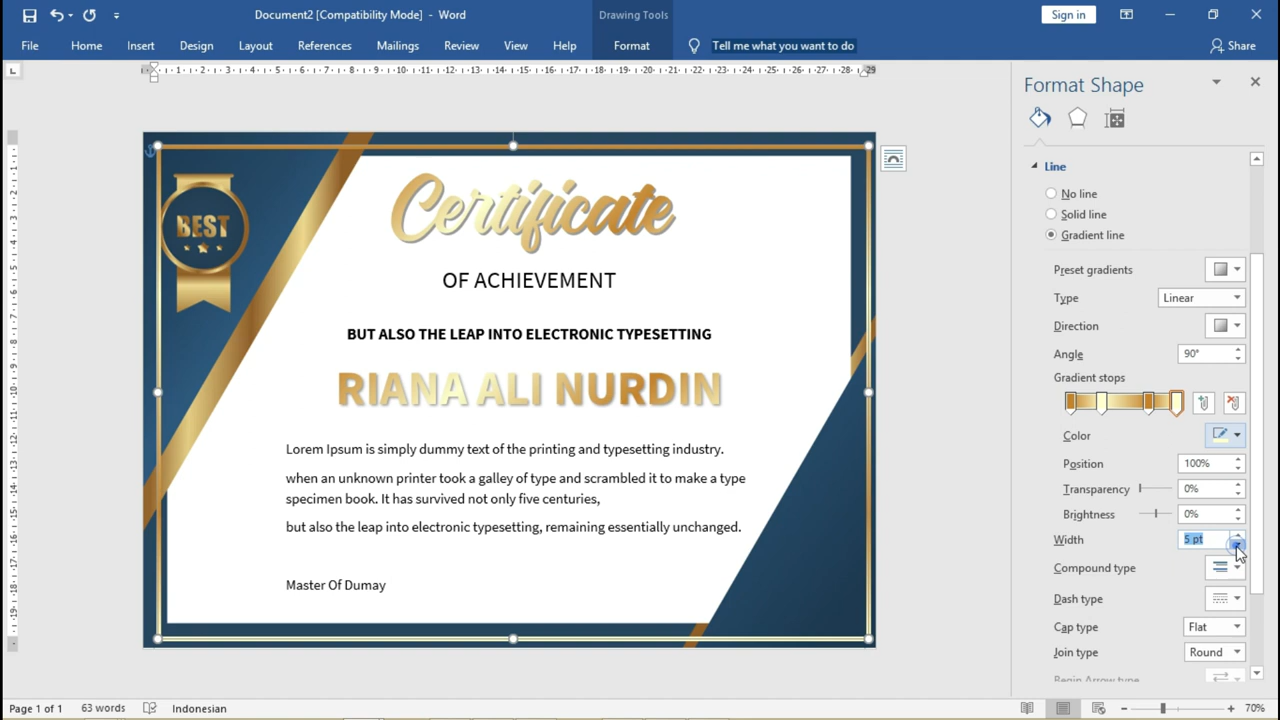 Document2 [Compatibility Mode] - Word
Drawing Tools
Sign in
File
Home
Insert
Design
Layout
References
Mailings
Review
View
Help
Format
Tell me what you want to do
Share
Format Shape
Line
No line
Solid line
Gradient line
Preset gradients
Type
Linear
Direction
Angle
90°
Gradient stops
Color
Position
100%
Transparency
0%
Brightness
0%
Width
5 pt
Compound type
Dash type
Cap type
Flat
Join type
Round
Begin Arrow type
BEST
Certificate
OF ACHIEVEMENT
BUT ALSO THE LEAP INTO ELECTRONIC TYPESETTING
RIANA ALI NURDIN
Lorem Ipsum is simply dummy text of the printing and typesetting industry.
when an unknown printer took a galley of type and scrambled it to make a type
specimen book. It has survived not only five centuries,
but also the leap into electronic typesetting, remaining essentially unchanged.
Master Of Dumay
Page 1 of 1
63 words
Indonesian
70%